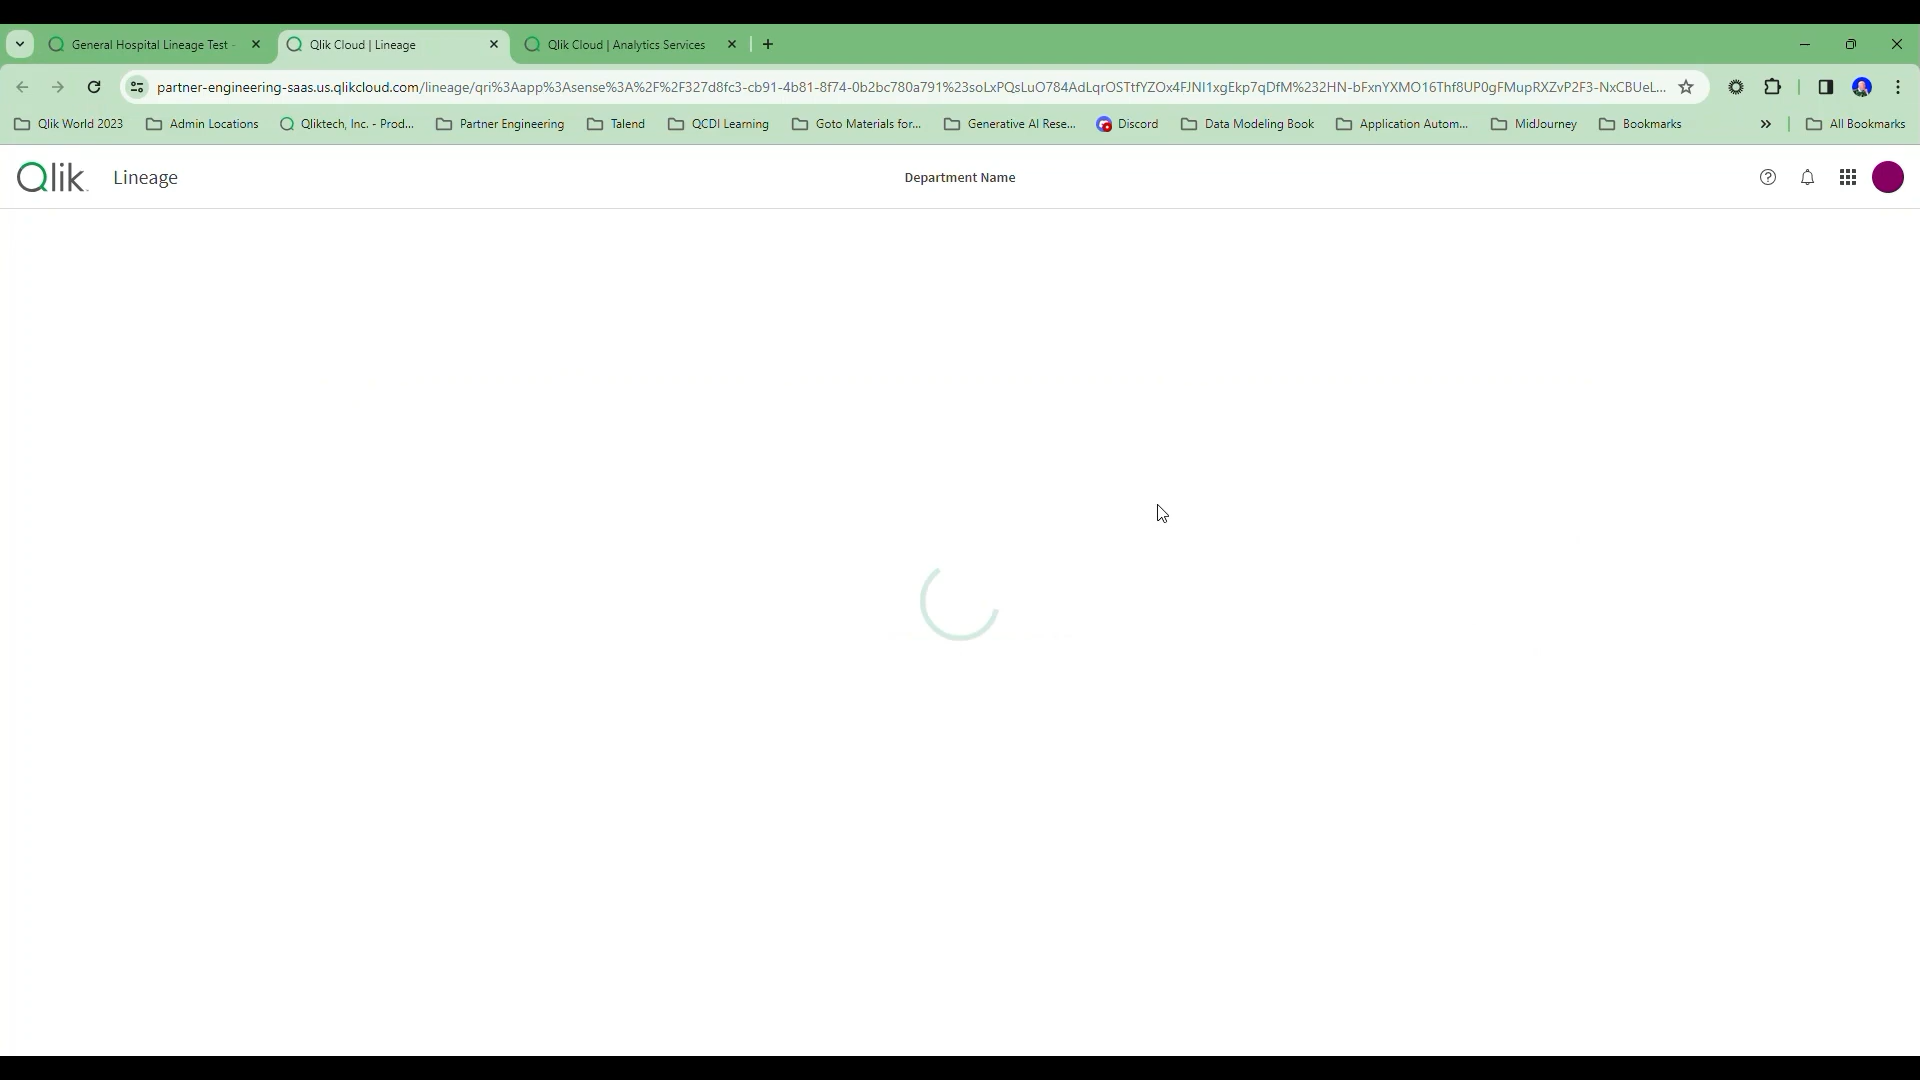 General Hospital Lineage Test -
Qlik Cloud | Lineage
Qlik Cloud | Analytics Services
partner-engineering-saas.us.qlikcloud.com/lineage/qri%3Aapp%3Asense%3A%2F%2F327d8fc3-cb91-4b81-8f74-0b2bc780a791%23soLxPQsLuO784AdLqrOSTtfYZOx4FJNI1xgEkp7qDfM%232HN-bFxnYXMO16Thf8UP0gFMupRXZvP2F3-NxCBUeL...
Qlik World 2023
Admin Locations
Qliktech, Inc. - Prod...
Partner Engineering
Talend
QCDI Learning
Goto Materials for...
Generative AI Rese...
Discord
Data Modeling Book
Application Autom...
MidJourney
Bookmarks
All Bookmarks
Qlik
Lineage
Department Name